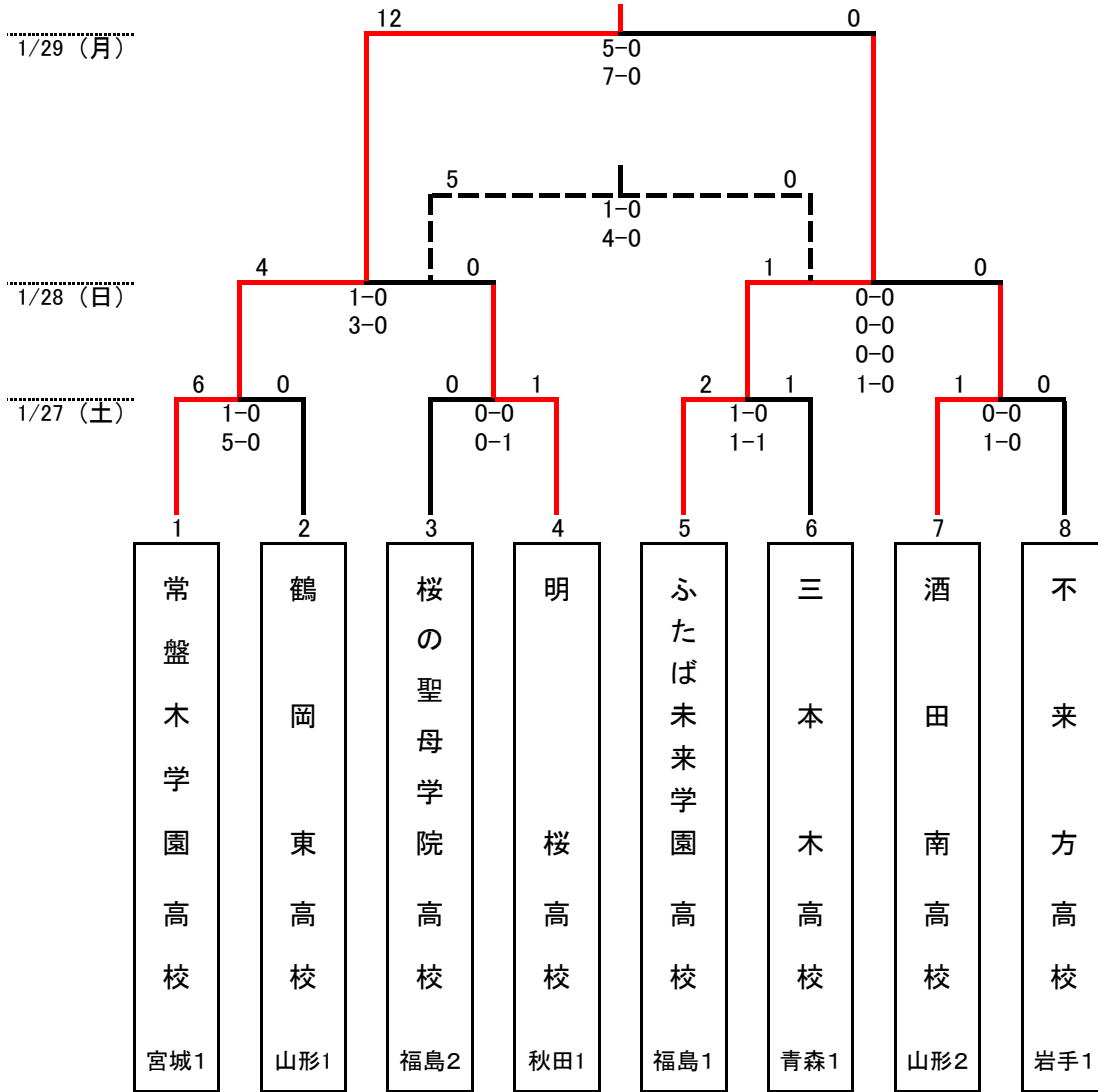 12 0
1/29 (月)
5-0
7-0
5 0
1-0
4-0
4 0 1 0
1/28 (日)
1-0 0-0
3-0 0-0
0-0
1-0
6 0 0 1 2 1 1 0
1/27 (土)
1-0 0-0 1-0 0-0
5-0 0-1 1-1 1-0
1 2 3 4 5 6 7 8
常盤木学園高校
宮城1
鶴岡東高校
山形1
桜の聖母学院高校
福島2
明桜高校
秋田1
ふたば未来学園高校
福島1
三本木高校
青森1
酒田南高校
山形2
不来方高校
岩手1